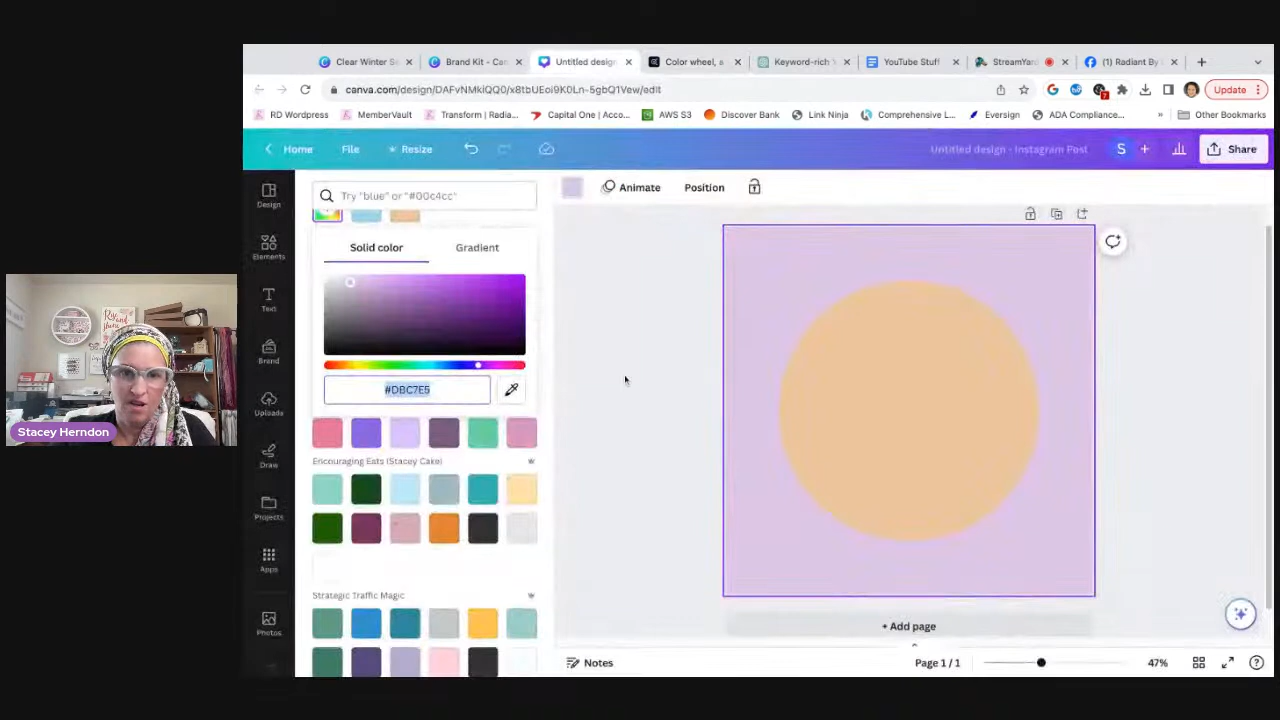 Clear Winter Se
Brand Kit - Can
Untitled design
Color wheel, a
Keyword-rich
YouTube Stuff
StreamYar
(1) Radiant By
canva.com/design/DAFvNMkiQQ0/x8tbUEoi9K0Ln-5gbQ1Vew/edit
Update
RD Wordpress
MemberVault
Transform | Radia...
Capital One | Acco...
AWS S3
Discover Bank
Link Ninja
Comprehensive L...
Eversign
ADA Compliance...
»
Other Bookmarks
Home
File
Resize
Untitled design - Instagram Post
S
+
Share
Design
Elements
Text
Brand
Uploads
Draw
Projects
Apps
Photos
Try "blue" or "#00c4cc"
Solid color
Gradient
#DBC7E5
Encouraging Eats (Stacey Cake)
Strategic Traffic Magic
Animate
Position
+ Add page
Notes
Page 1 / 1
47%
Stacey Herndon